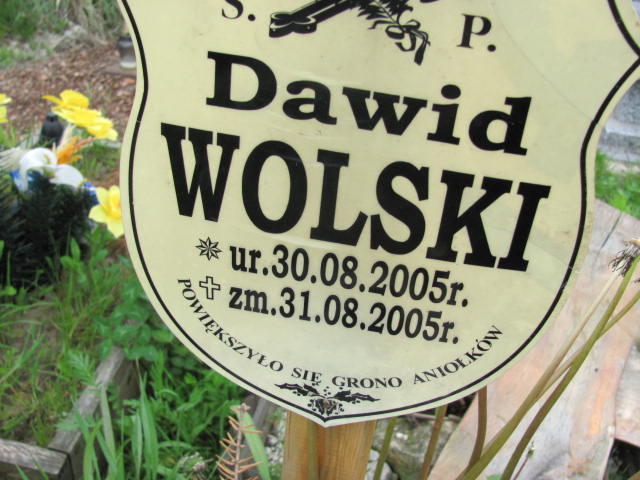 S. P.
Dawid
WOLSKI
ur.30.08.2005r.
zm.31.08.2005r.
POWIĘKSZYŁO SIĘ GRONO ANIOŁKÓW